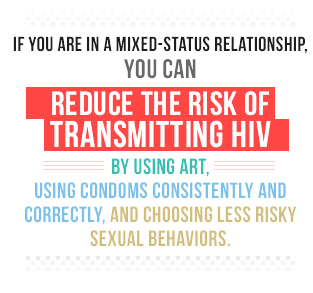 IF YOU ARE IN A MIXED-STATUS RELATIONSHIP,
YOU CAN
REDUCE THE RISK OF
TRANSMITTING HIV
BY USING ART,
USING CONDOMS CONSISTENTLY AND
CORRECTLY, AND CHOOSING LESS RISKY
SEXUAL BEHAVIORS.